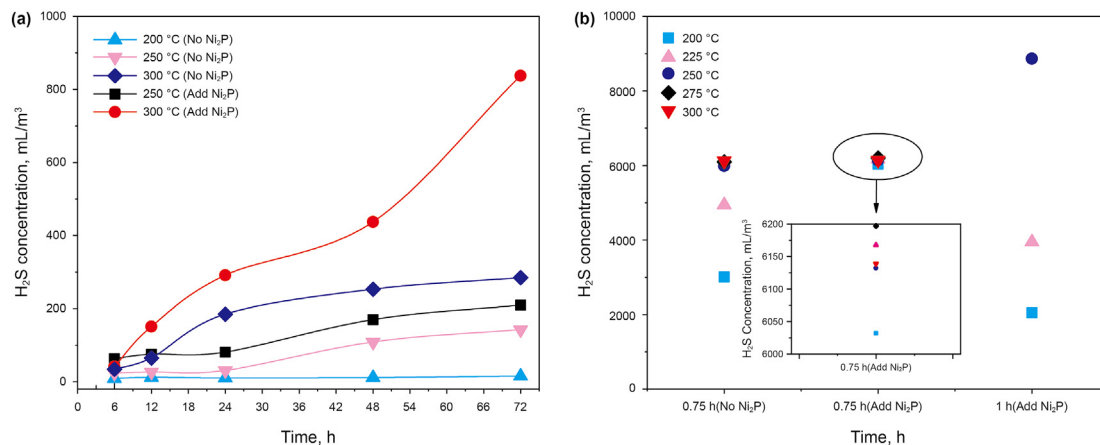 (a)
1000
800
600
400
200
0
H₂S concentration, mL/m³
200 °C (No Ni₂P)
250 °C (No Ni₂P)
300 °C (No Ni₂P)
250 °C (Add Ni₂P)
300 °C (Add Ni₂P)
0 6 12 18 24 30 36 42 48 54 60 66 72
Time, h
(b)
10000
8000
6000
4000
2000
0
H₂S concentration, mL/m³
200 °C
225 °C
250 °C
275 °C
300 °C
6200
6150
6100
6050
6000
H₂S Concentration, mL/m³
0.75 h(Add Ni₂P)
0.75 h(No Ni₂P) 0.75 h(Add Ni₂P) 1 h(Add Ni₂P)
Time, h